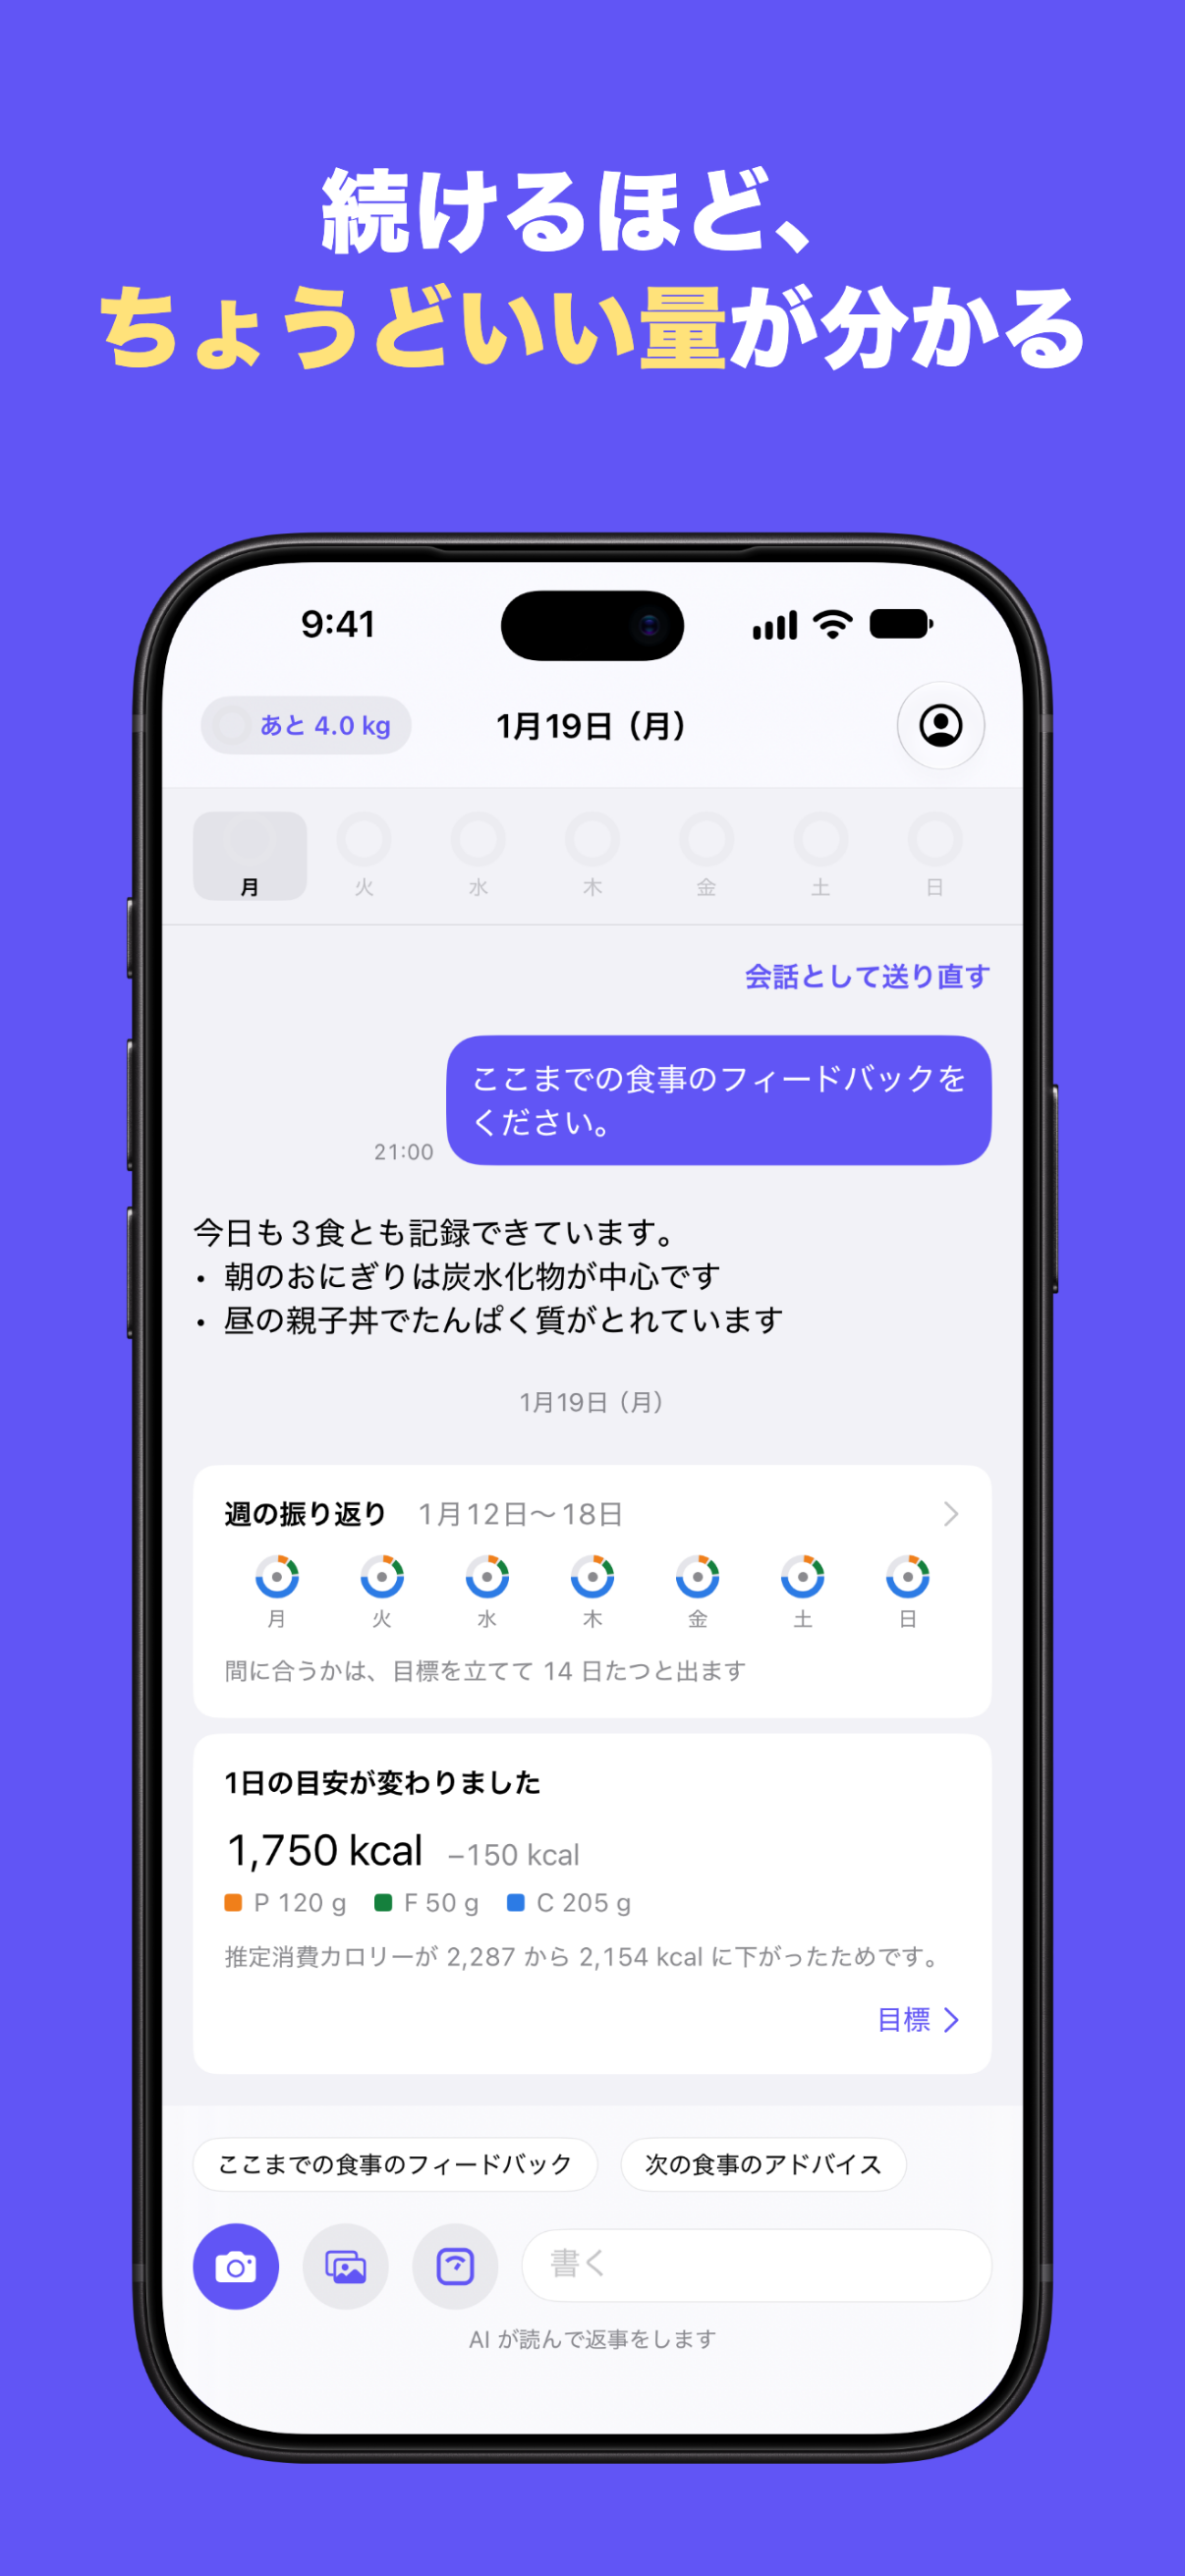 続けるほど、
ちょうどいい量が分かる
9:41
あと 4.0 kg
1月19日（月）
月 火 水 木 金 土 日
会話として送り直す
ここまでの食事のフィードバックを
ください。
21:00
今日も3食とも記録できています。
・ 朝のおにぎりは炭水化物が中心です
・ 昼の親子丼でたんぱく質がとれています
1月19日（月）
週の振り返り 1月12日〜18日
月 火 水 木 金 土 日
間に合うかは、目標を立てて 14 日たつと出ます
1日の目安が変わりました
1,750 kcal −150 kcal
P 120 g F 50 g C 205 g
推定消費カロリーが 2,287 から 2,154 kcal に下がったためです。
目標
ここまでの食事のフィードバック 次の食事のアドバイス
書く
AI が読んで返事をします